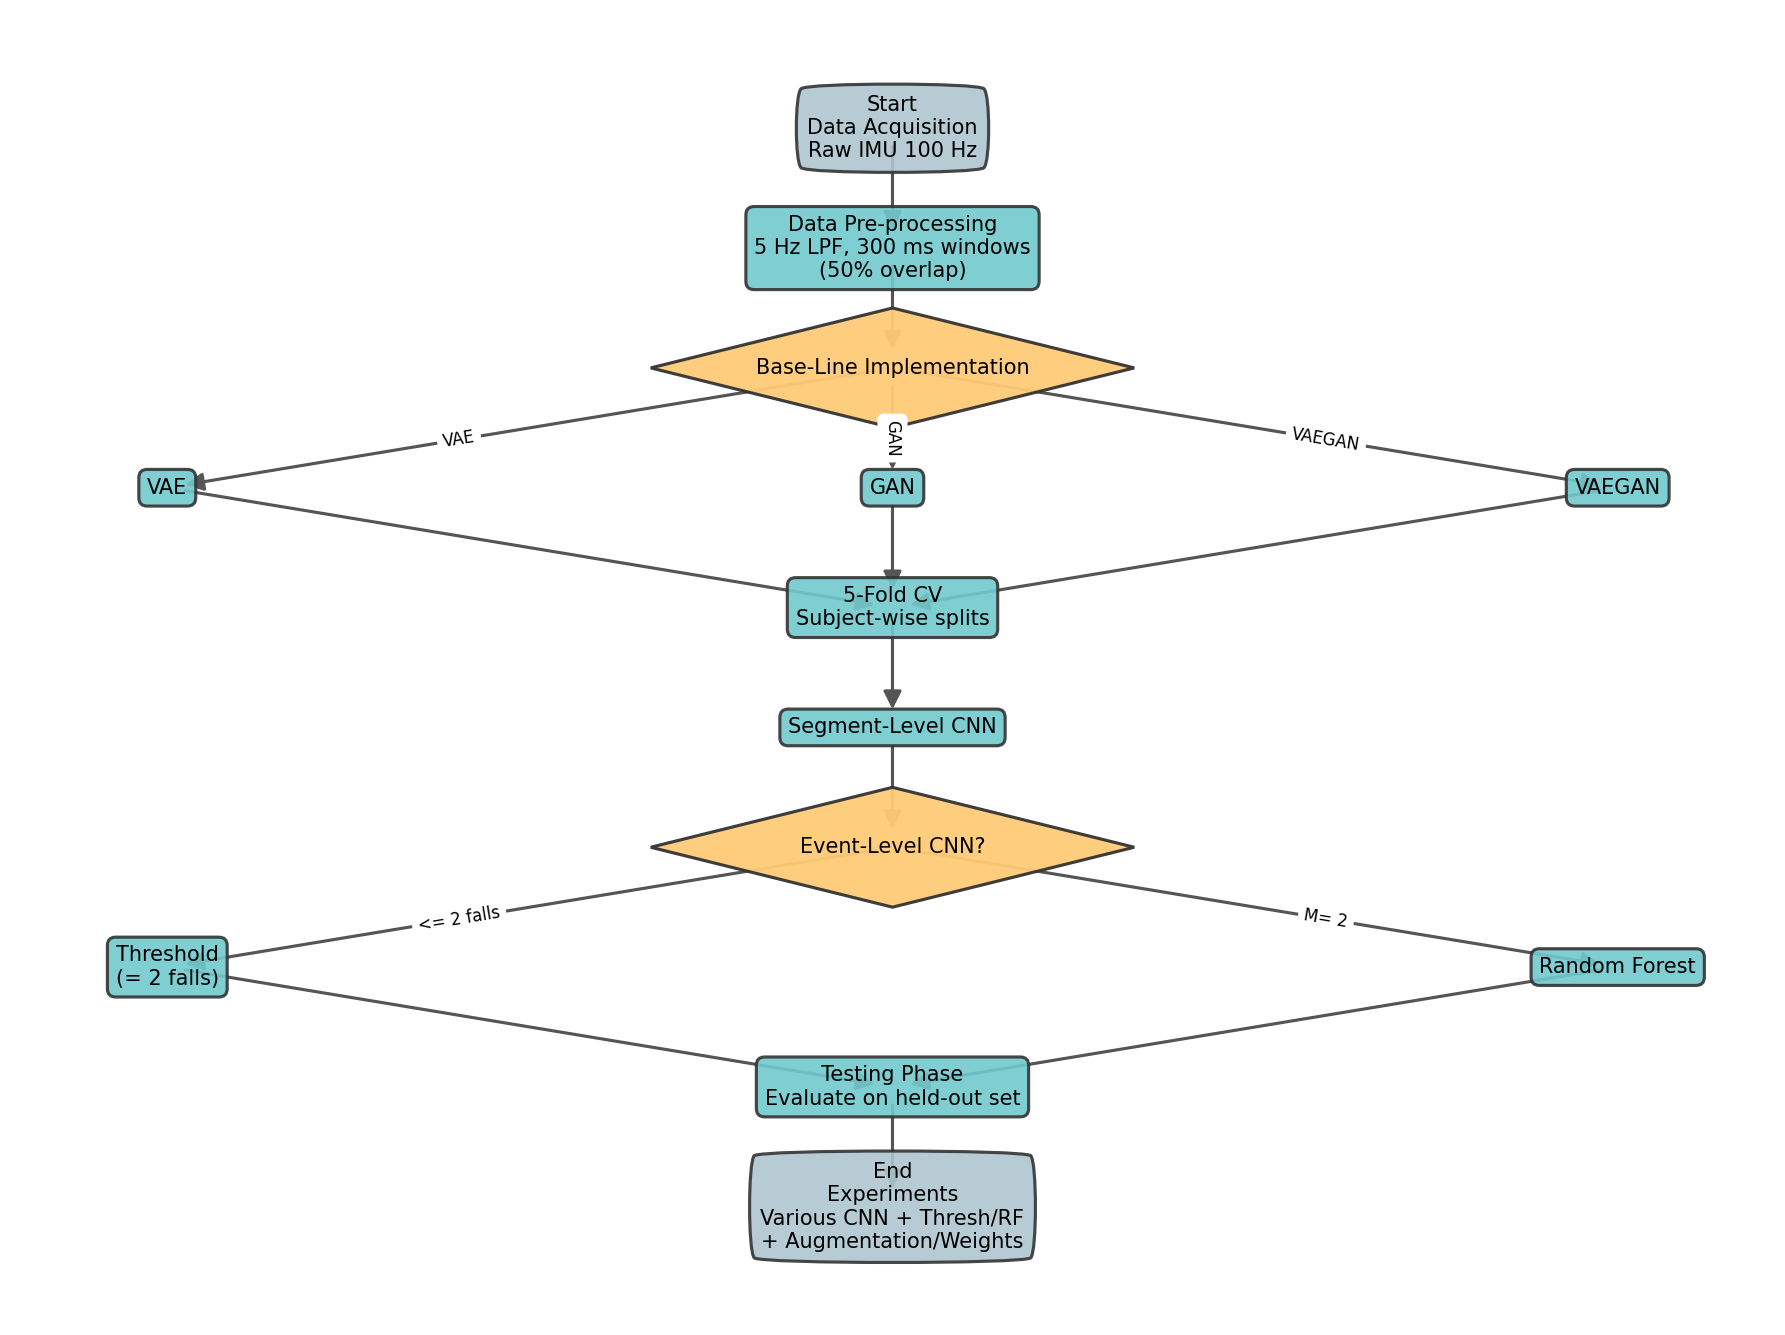 Start
Data Acquisition
Raw IMU 100 Hz
Data Pre-processing
5 Hz LPF, 300 ms windows
(50% overlap)
Base-Line Implementation
VAE
GAN
VAEGAN
VAE
GAN
VAEGAN
5-Fold CV
Subject-wise splits
Segment-Level CNN
Event-Level CNN?
<= 2 falls
M= 2
Threshold
(= 2 falls)
Random Forest
Testing Phase
Evaluate on held-out set
End
Experiments
Various CNN + Thresh/RF
+ Augmentation/Weights